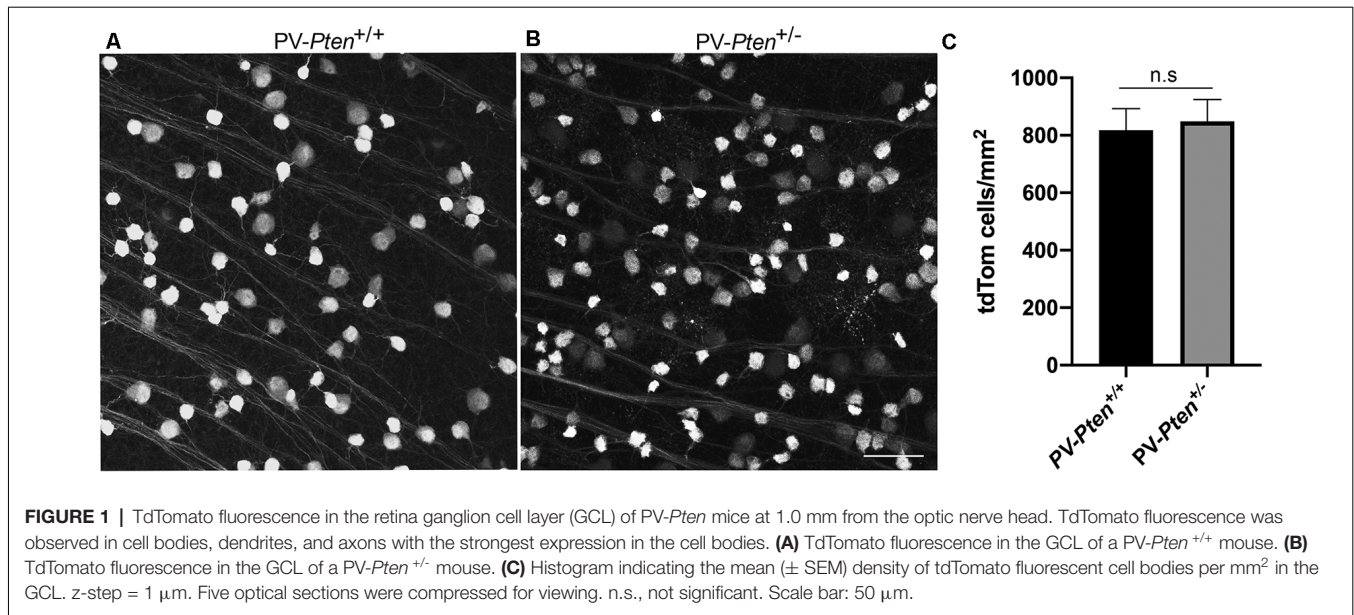 A
PV-Pten+/+
B
PV-Pten+/-
C
n.s
1000
800
600
400
200
0
tdTom cells/mm2
PV-Pten+/+
PV-Pten+/-
FIGURE 1 | TdTomato fluorescence in the retina ganglion cell layer (GCL) of PV-Pten mice at 1.0 mm from the optic nerve head. TdTomato fluorescence was
observed in cell bodies, dendrites, and axons with the strongest expression in the cell bodies. (A) TdTomato fluorescence in the GCL of a PV-Pten +/+ mouse. (B)
TdTomato fluorescence in the GCL of a PV-Pten +/- mouse. (C) Histogram indicating the mean (± SEM) density of tdTomato fluorescent cell bodies per mm2 in the
GCL. z-step = 1 μm. Five optical sections were compressed for viewing. n.s., not significant. Scale bar: 50 μm.